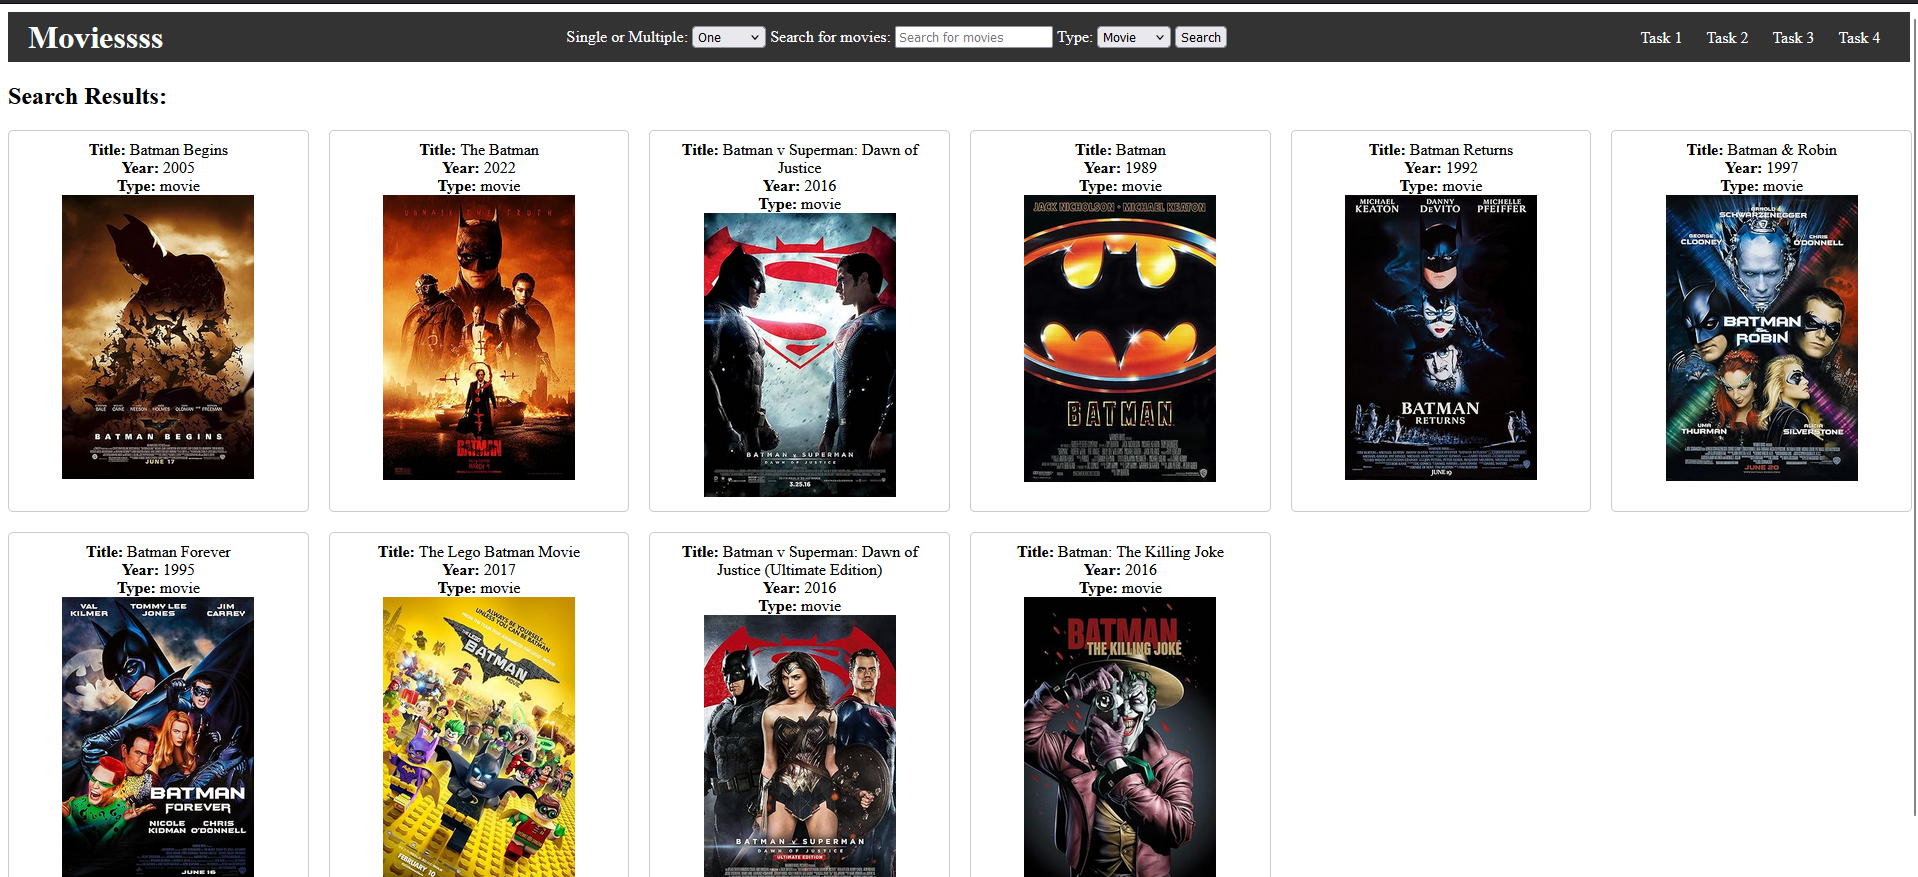 Moviessss
Single or Multiple: One Search for movies: Search for movies Type: Movie Search
Task 1 Task 2 Task 3 Task 4
Search Results:
Title: Batman Begins
Year: 2005
Type: movie
BATMAN BEGINS
JUNE 17
Title: The Batman
Year: 2022
Type: movie
UNMASK THE TRUTH
THE
BATMAN
MARCH 4
Title: Batman v Superman: Dawn of
Justice
Year: 2016
Type: movie
BATMAN v SUPERMAN
DAWN OF JUSTICE
3.25.16
Title: Batman
Year: 1989
Type: movie
JACK NICHOLSON • MICHAEL KEATON
BATMAN
Title: Batman Returns
Year: 1992
Type: movie
MICHAEL DANNY MICHELLE
KEATON DEVITO PFEIFFER
BATMAN
RETURNS
JUNE 19
Title: Batman & Robin
Year: 1997
Type: movie
ARNOLD
SCHWARZENEGGER
GEORGE CHRIS
CLOONEY O'DONNELL
BATMAN
&
ROBIN
UMA ALICIA
THURMAN SILVERSTONE
JUNE 20
Title: Batman Forever
Year: 1995
Type: movie
VAL TOMMY LEE JIM
KILMER JONES CARREY
BATMAN
FOREVER
NICOLE CHRIS
KIDMAN O'DONNELL
JUNE 16
Title: The Lego Batman Movie
Year: 2017
Type: movie
ALWAYS BE YOURSELF...
UNLESS YOU CAN BE BATMAN
THE LEGO
BATMAN
MOVIE
FEBRUARY 10
Title: Batman v Superman: Dawn of
Justice (Ultimate Edition)
Year: 2016
Type: movie
BATMAN v SUPERMAN
DAWN OF JUSTICE
ULTIMATE EDITION
Title: Batman: The Killing Joke
Year: 2016
Type: movie
BATMAN
THE KILLING JOKE